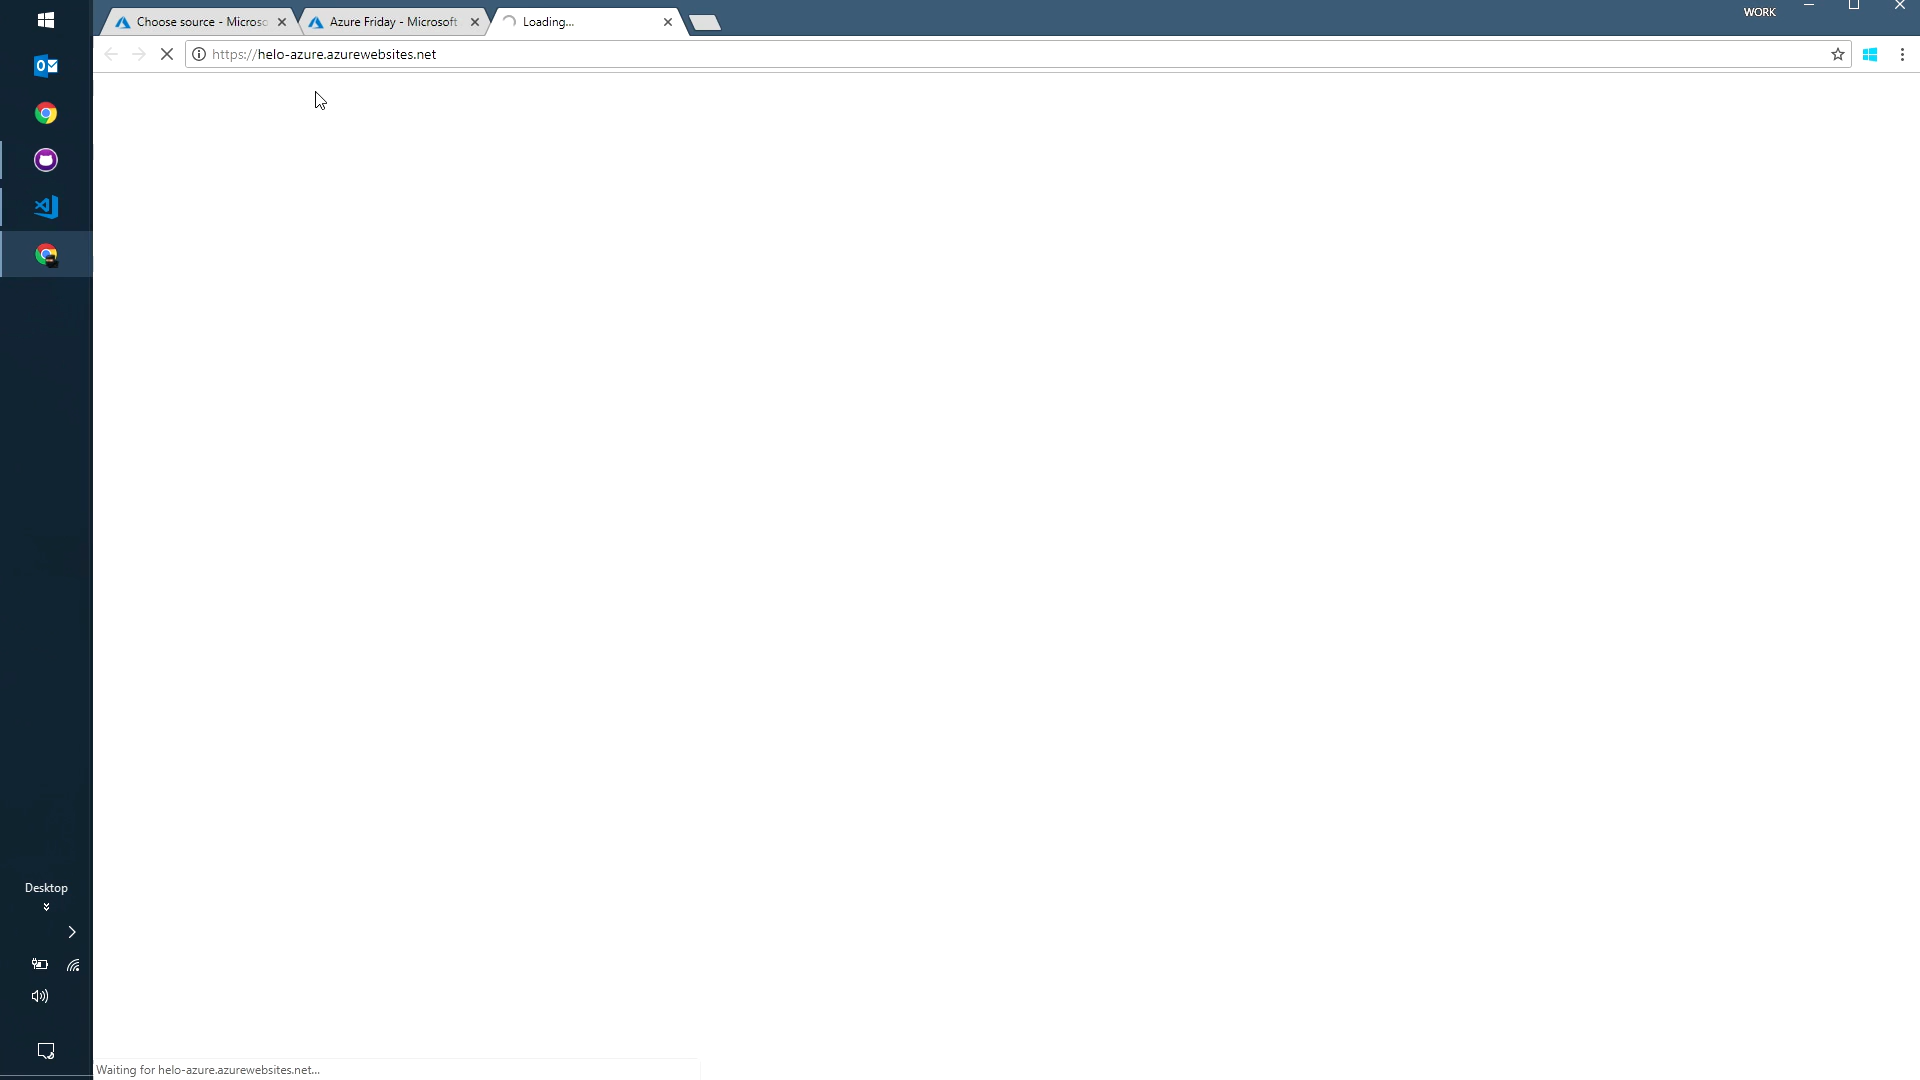 Choose source - Microso
Azure Friday - Microsoft
Loading...
WORK
https://helo-azure.azurewebsites.net
Desktop
Waiting for helo-azure.azurewebsites.net...